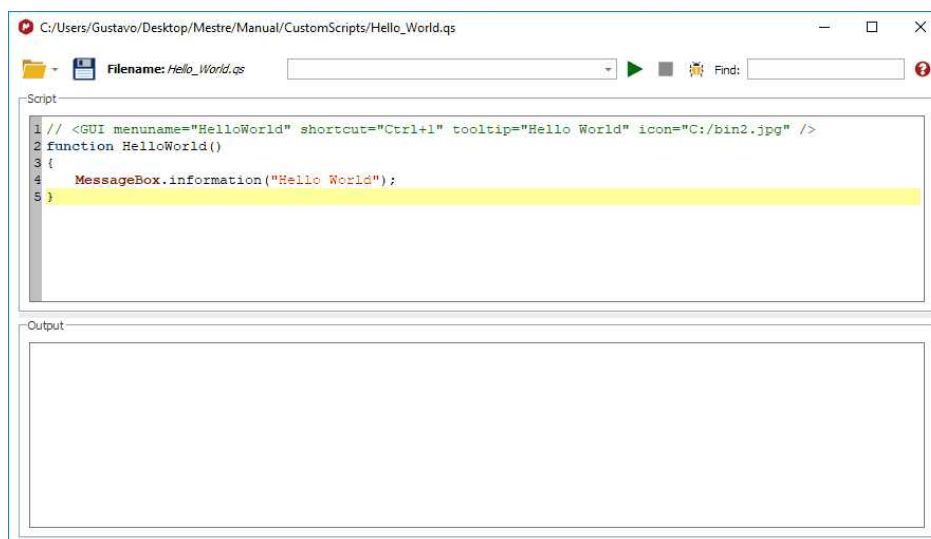 C:/Users/Gustavo/Desktop/Mestre/Manual/CustomScripts/Hello_World.qs
Filename: Hello_World.qs Find:
Script
1 // <GUI menuname="HelloWorld" shortcut="Ctrl+1" tooltip="Hello World" icon="C:/bin2.jpg" />
2 function HelloWorld()
3 {
4 MessageBox.information("Hello World");
5 }
Output